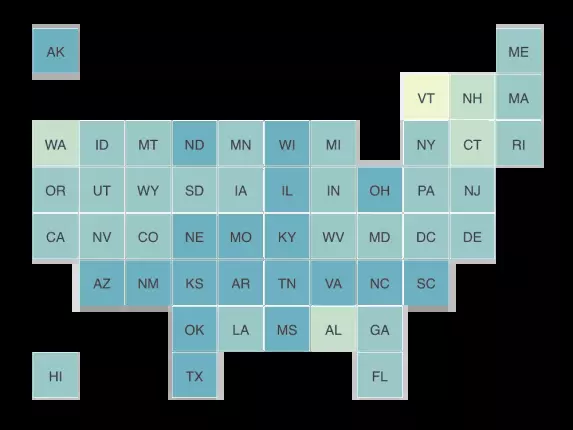 AK ME
VT NH MA
WA ID MT ND MN WI MI NY CT RI
OR UT WY SD IA IL IN OH PA NJ
CA NV CO NE MO KY WV MD DC DE
AZ NM KS AR TN VA NC SC
OK LA MS AL GA
HI TX FL